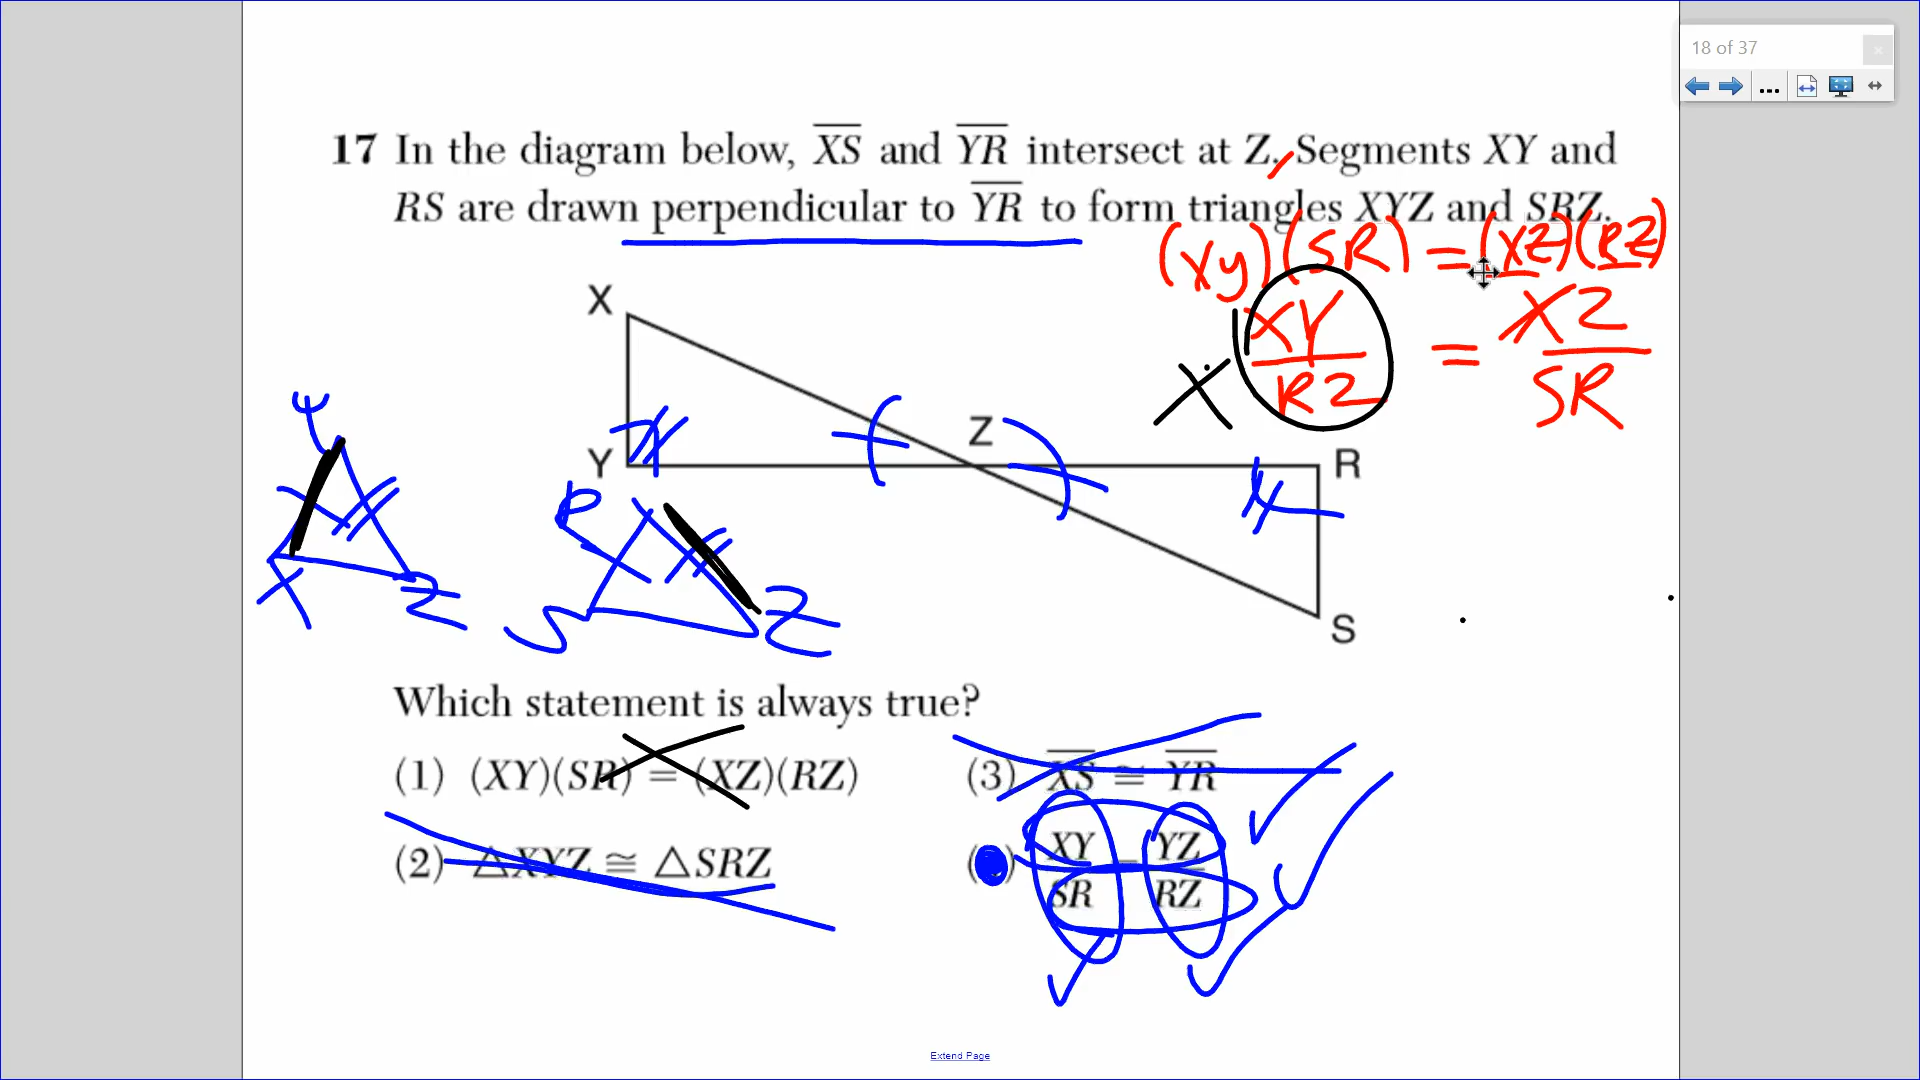 18 of 37
17 In the diagram below, XS and YR intersect at Z. Segments XY and
RS are drawn perpendicular to YR to form triangles XYZ and SRZ.
(Xy)(SR) = (XZ)(RZ)
XY/RZ = XZ/SR
X
X
Z
Y
R
S
Y
X
Z
R
S
Z
Which statement is always true?
(1) (XY)(SR) = (XZ)(RZ)
(3) XS ≅ YR
(2) △XYZ ≅ △SRZ
( ) XY/SR = YZ/RZ
Extend Page